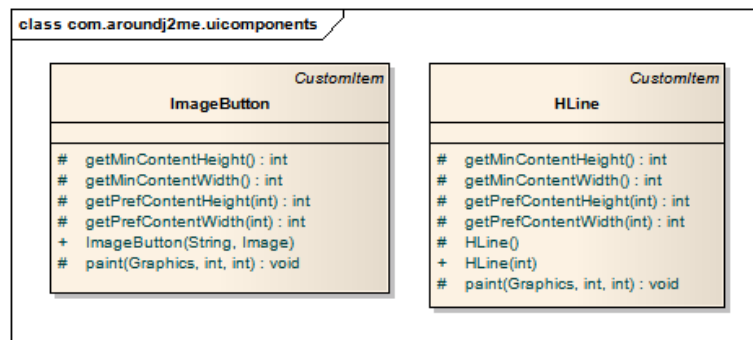 class com.aroundj2me.uicomponents
CustomItem
ImageButton
# getMinContentHeight() : int
# getMinContentWidth() : int
# getPrefContentHeight(int) : int
# getPrefContentWidth(int) : int
+ ImageButton(String, Image)
# paint(Graphics, int, int) : void
CustomItem
HLine
# getMinContentHeight() : int
# getMinContentWidth() : int
# getPrefContentHeight(int) : int
# getPrefContentWidth(int) : int
# HLine()
+ HLine(int)
# paint(Graphics, int, int) : void